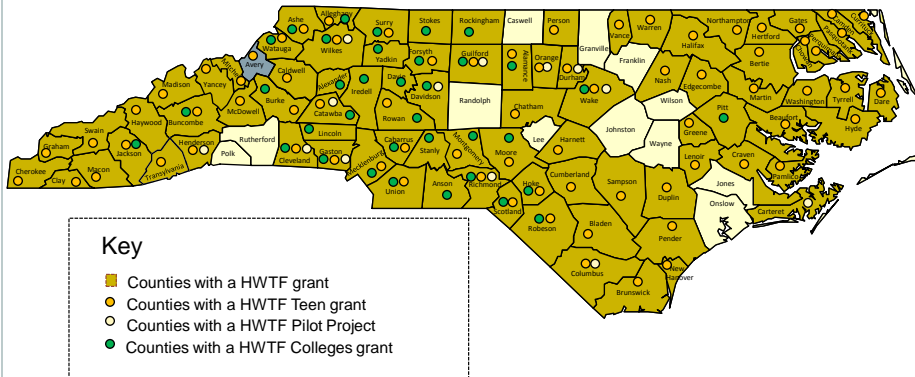 Alleghany
Ashe
Surry
Stokes
Rockingham
Caswell
Person
Granville
Vance
Warren
Northampton
Gates
Hertford
Halifax
Camden
Currituck
Pasquotank
Perquimans
Chowan
Watauga
Wilkes
Yadkin
Forsyth
Guilford
Alamance
Orange
Durham
Franklin
Nash
Edgecombe
Bertie
Martin
Washington
Tyrrell
Dare
Mitchell
Avery
Caldwell
Alexander
Iredell
Davie
Davidson
Randolph
Chatham
Wake
Wilson
Pitt
Beaufort
Hyde
Madison
Yancey
McDowell
Burke
Catawba
Rowan
Swain
Haywood
Buncombe
Rutherford
Lincoln
Cabarrus
Stanly
Montgomery
Moore
Lee
Harnett
Johnston
Wayne
Greene
Lenoir
Craven
Pamlico
Graham
Cherokee
Clay
Macon
Jackson
Transylvania
Henderson
Polk
Cleveland
Gaston
Mecklenburg
Union
Anson
Richmond
Scotland
Hoke
Cumberland
Sampson
Duplin
Jones
Onslow
Carteret
Robeson
Bladen
Pender
Columbus
New
Hanover
Brunswick
Key
Counties with a HWTF grant
Counties with a HWTF Teen grant
Counties with a HWTF Pilot Project
Counties with a HWTF Colleges grant